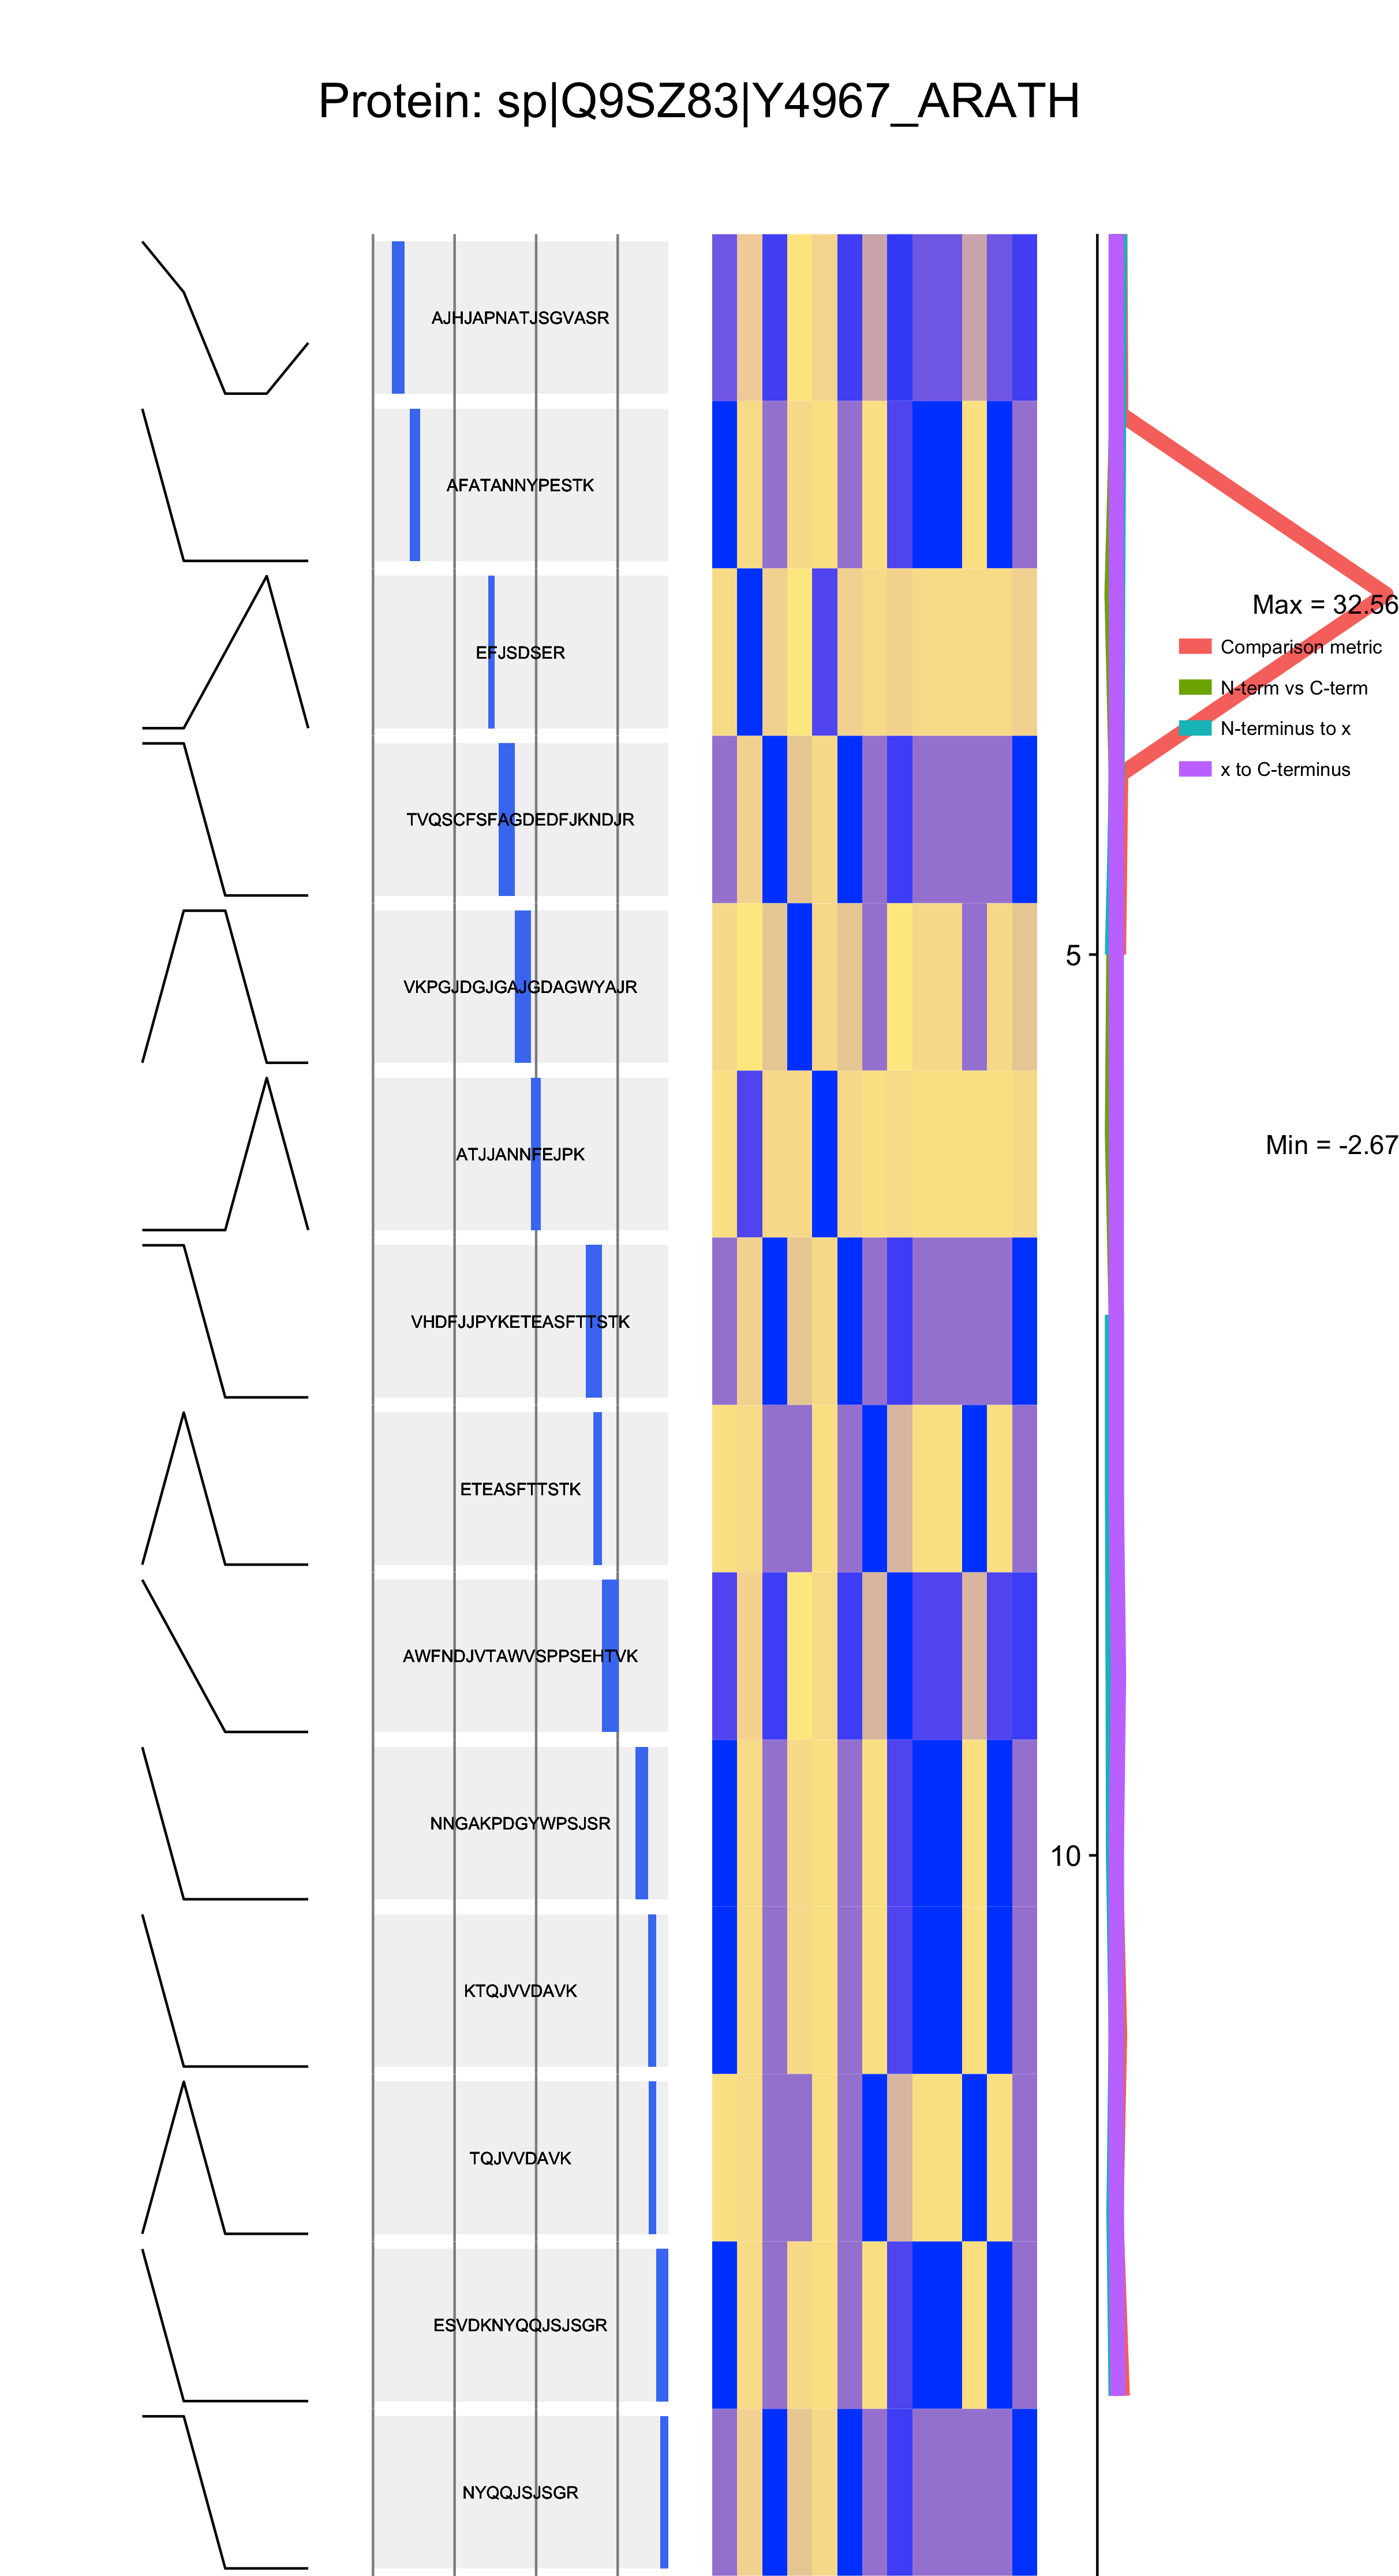 Protein: sp|Q9SZ83|Y4967_ARATH
AJHJAPNATJSGVASR
AFATANNYPESTK
Max = 32.56
EFJSDSER
Comparison metric
N-term vs C-term
N-terminus to x
x to C-terminus
TVQSCFSFAGDEDFJKNDJR
5
VKPGJDGJGAJGDAGWYAJR
Min = -2.67
ATJJANNFEJPK
VHDFJJPYKETEASFTTSTK
ETEASFTTSTK
AWFNDJVTAWVSPPSEHTVK
NNGAKPDGYWPSJSR
10
KTQJVVDAVK
TQJVVDAVK
ESVDKNYQQJSJSGR
NYQQJSJSGR